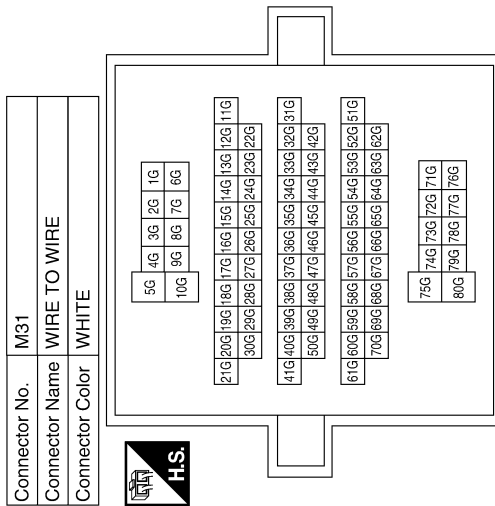 Connector No. M31
Connector Name WIRE TO WIRE
Connector Color WHITE
H.S.
5G 4G 3G 2G 1G
10G 9G 8G 7G 6G
21G 20G 19G 18G 17G 16G 15G 14G 13G 12G 11G
30G 29G 28G 27G 26G 25G 24G 23G 22G
41G 40G 39G 38G 37G 36G 35G 34G 33G 32G 31G
50G 49G 48G 47G 46G 45G 44G 43G 42G
61G 60G 59G 58G 57G 56G 55G 54G 53G 52G 51G
70G 69G 68G 67G 66G 65G 64G 63G 62G
75G 74G 73G 72G 71G
80G 79G 78G 77G 76G